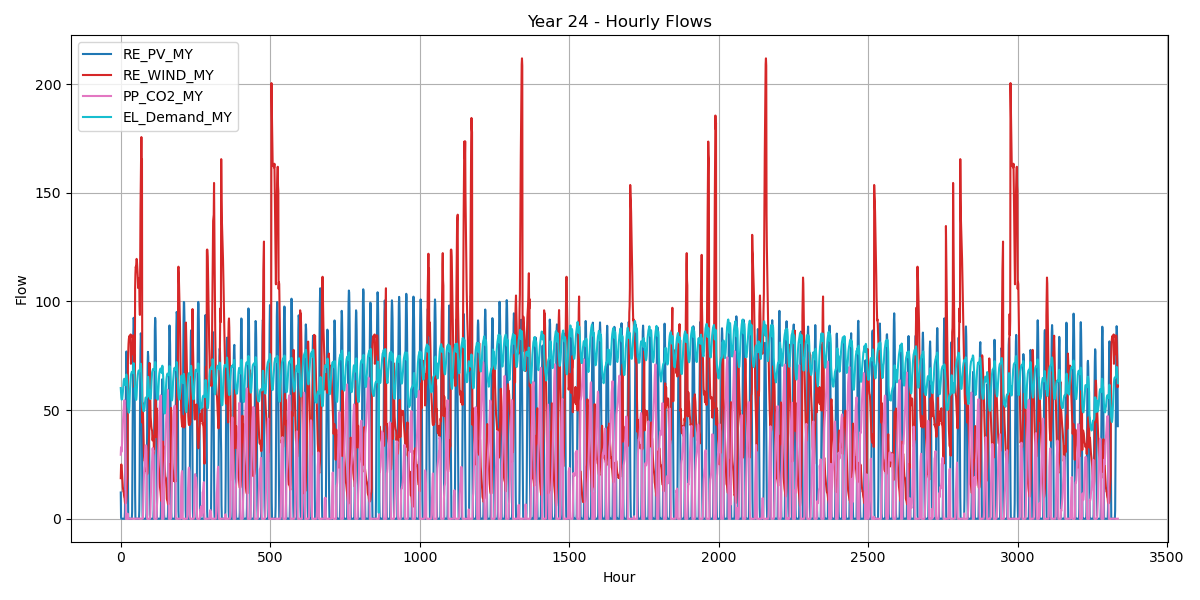 Year 24 - Hourly Flows
RE_PV_MY
RE_WIND_MY
PP_CO2_MY
EL_Demand_MY
Flow
200
150
100
50
0
0 500 1000 1500 2000 2500 3000 3500
Hour